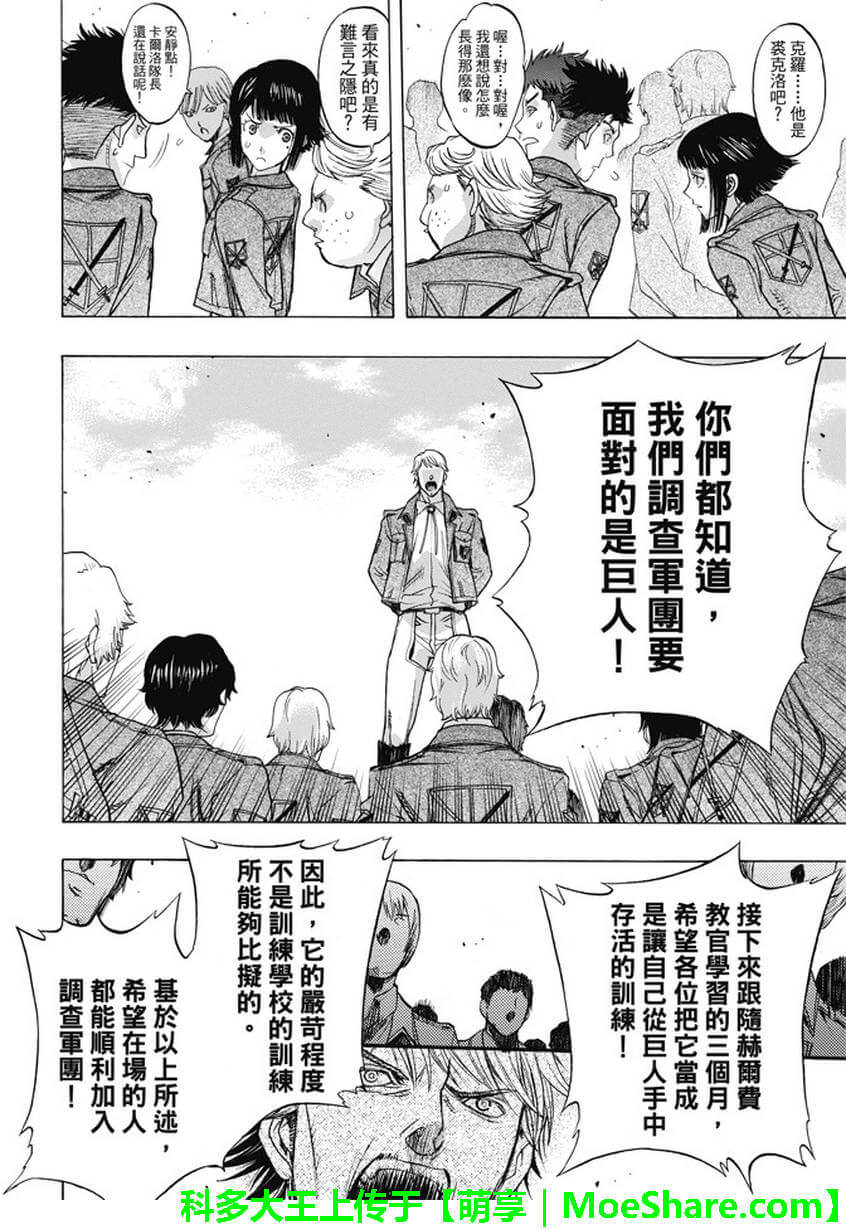 克羅……他是
裘克洛吧?
喔…對…對喔,
我還想說怎麼
長得那麼像。
看來真的是有
難言之隱吧?
安靜點!
卡爾洛隊長
還在說話呢!
你們都知道,
我們調查軍團要
面對的是巨人!
接下來跟隨赫爾費
教官學習的三個月,
希望各位把它當成
是讓自己從巨人手中
存活的訓練!
因此,它的嚴苛程度
不是訓練學校的訓練
所能夠比擬的。
基於以上所述,
希望在場的人
都能順利加入
調查軍團!
科多大王上传于【萌享|MoeShare.com】